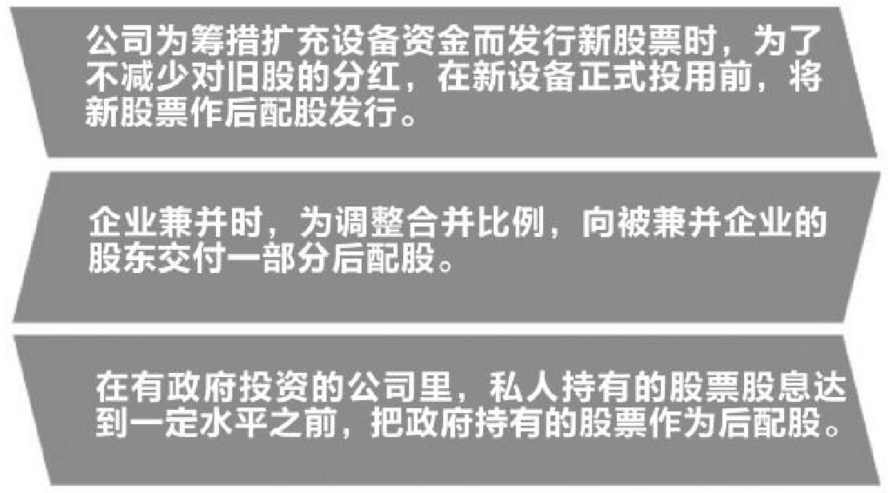 公司为筹措扩充设备资金而发行新股票时，为了
不减少对旧股的分红，在新设备正式投用前，将
新股票作后配股发行。
企业兼并时，为调整合并比例，向被兼并企业的
股东交付一部分后配股。
在有政府投资的公司里，私人持有的股票股息达
到一定水平之前，把政府持有的股票作为后配股。